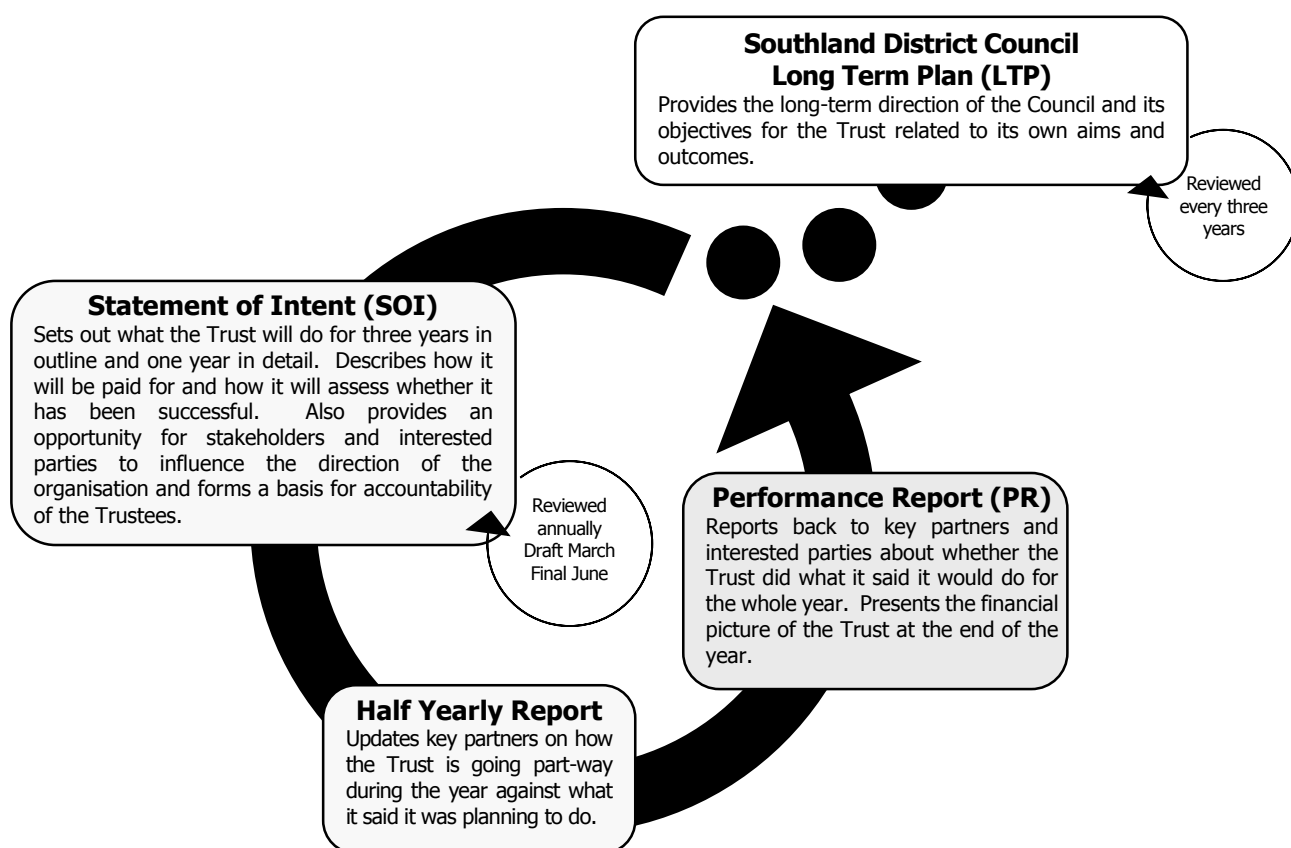 Southland District Council
Long Term Plan (LTP)
Provides the long-term direction of the Council and its
objectives for the Trust related to its own aims and
outcomes.
Reviewed
every three
years
Statement of Intent (SOI)
Sets out what the Trust will do for three years in
outline and one year in detail. Describes how it
will be paid for and how it will assess whether it
has been successful. Also provides an
opportunity for stakeholders and interested
parties to influence the direction of the
organisation and forms a basis for accountability
of the Trustees.
Reviewed
annually
Draft March
Final June
Half Yearly Report
Updates key partners on how
the Trust is going part-way
during the year against what
it said it was planning to do.
Performance Report (PR)
Reports back to key partners and
interested parties about whether the
Trust did what it said it would do for
the whole year. Presents the financial
picture of the Trust at the end of the
year.